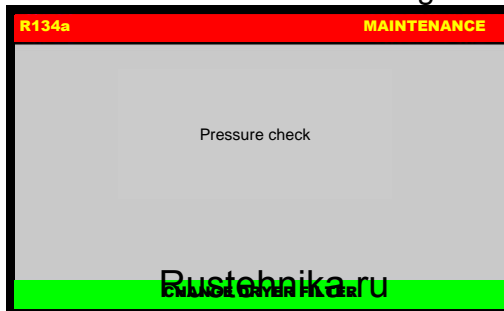 R134a MAINTENANCE
Pressure check
CHANGE DRYER FILTER
Rustehnika.ru